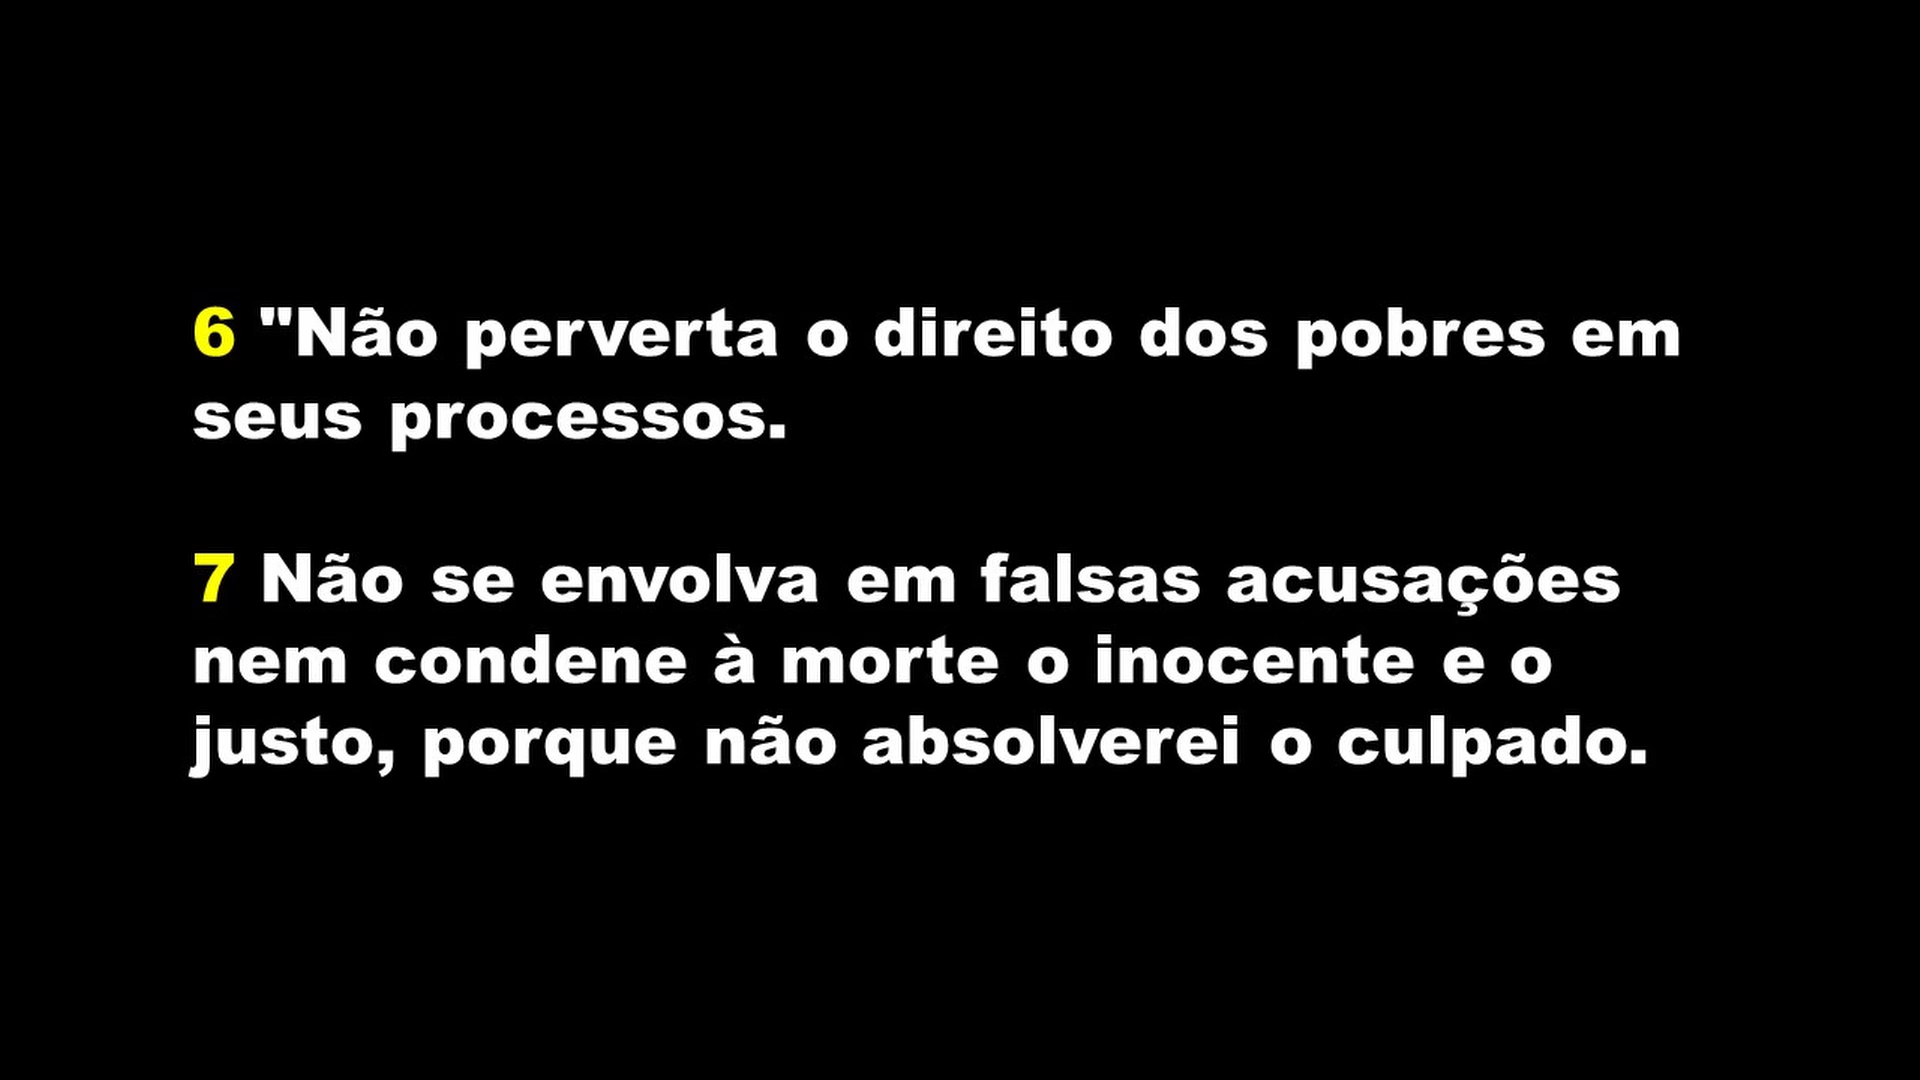 6 "Não perverta o direito dos pobres em
seus processos.
7 Não se envolva em falsas acusações
nem condene à morte o inocente e o
justo, porque não absolverei o culpado.